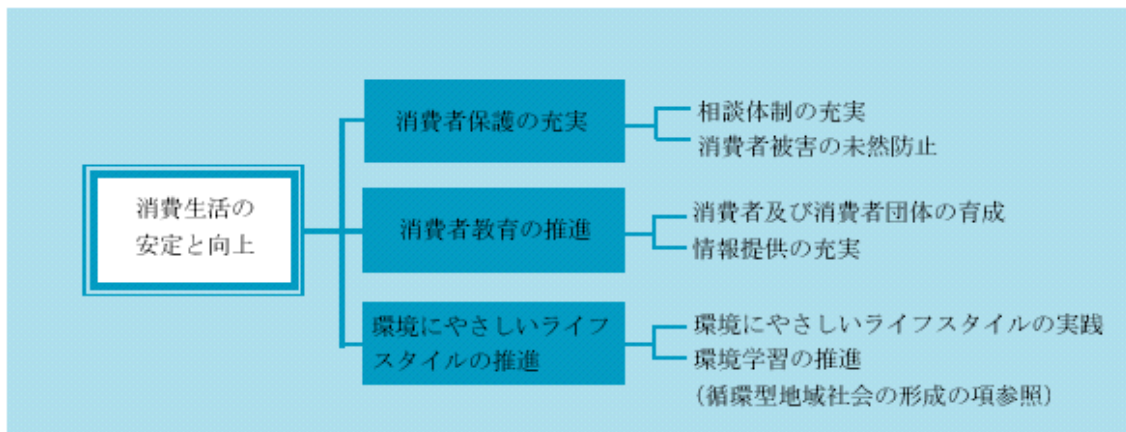 消費生活の
安定と向上
消費者保護の充実
相談体制の充実
消費者被害の未然防止
消費者教育の推進
消費者及び消費者団体の育成
情報提供の充実
環境にやさしいライフ
スタイルの推進
環境にやさしいライフスタイルの実践
環境学習の推進
(循環型地域社会の形成の項参照)